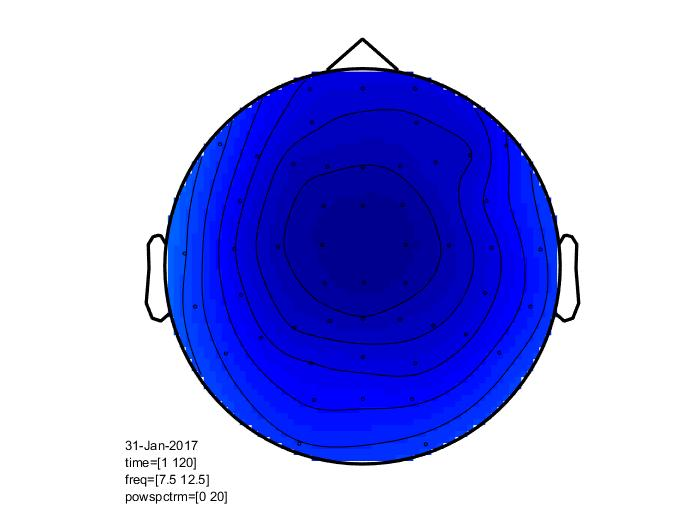 31-Jan-2017
time=[1 120]
freq=[7.5 12.5]
powspctrm=[0 20]